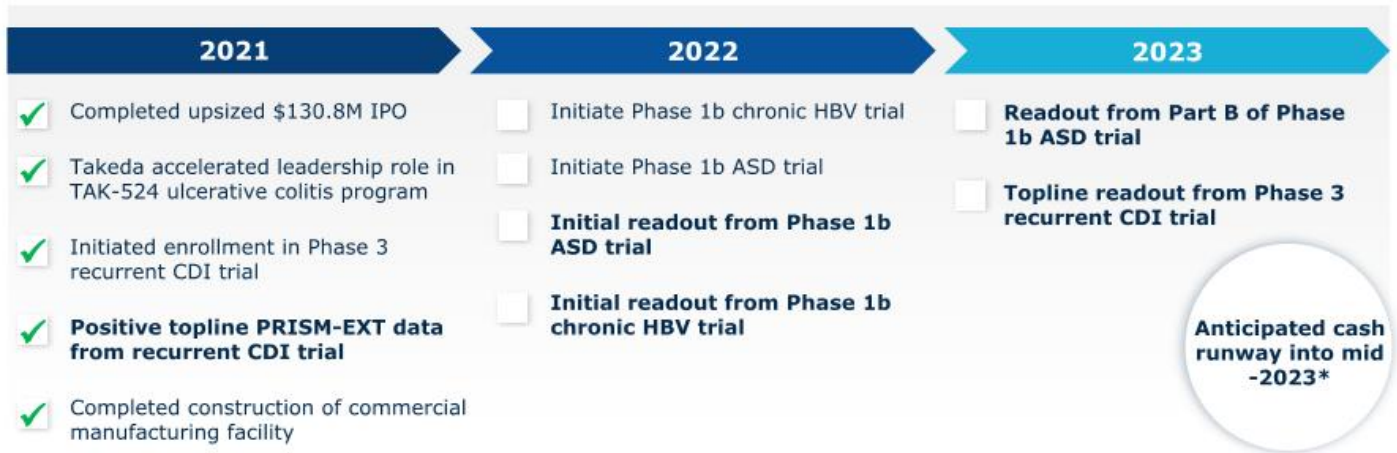 2021
Completed upsized $130.8M IPO
Takeda accelerated leadership role in
TAK-524 ulcerative colitis program
Initiated enrollment in Phase 3
recurrent CDI trial
Positive topline PRISM-EXT data
from recurrent CDI trial
Completed construction of commercial
manufacturing facility
2022
Initiate Phase 1b chronic HBV trial
Initiate Phase 1b ASD trial
Initial readout from Phase 1b
ASD trial
Initial readout from Phase 1b
chronic HBV trial
2023
Readout from Part B of Phase
1b ASD trial
Topline readout from Phase 3
recurrent CDI trial
Anticipated cash
runway into mid
-2023*